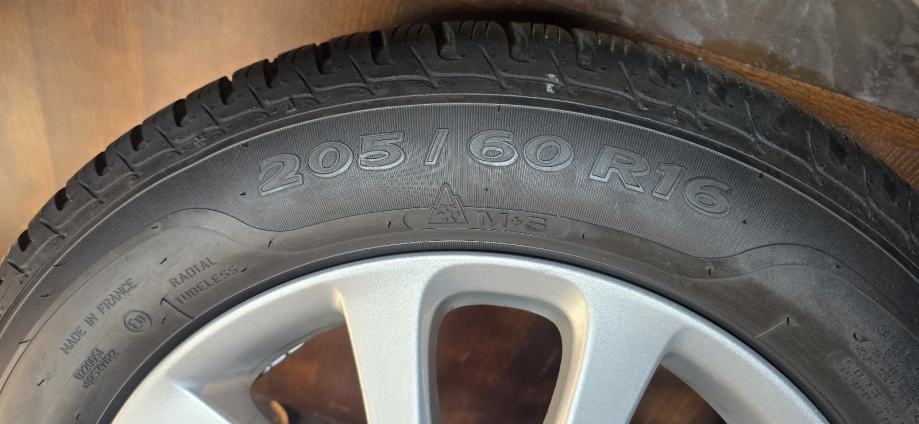 205 / 60 R16
M+S
RADIAL
TUBELESS
MADE IN FRANCE